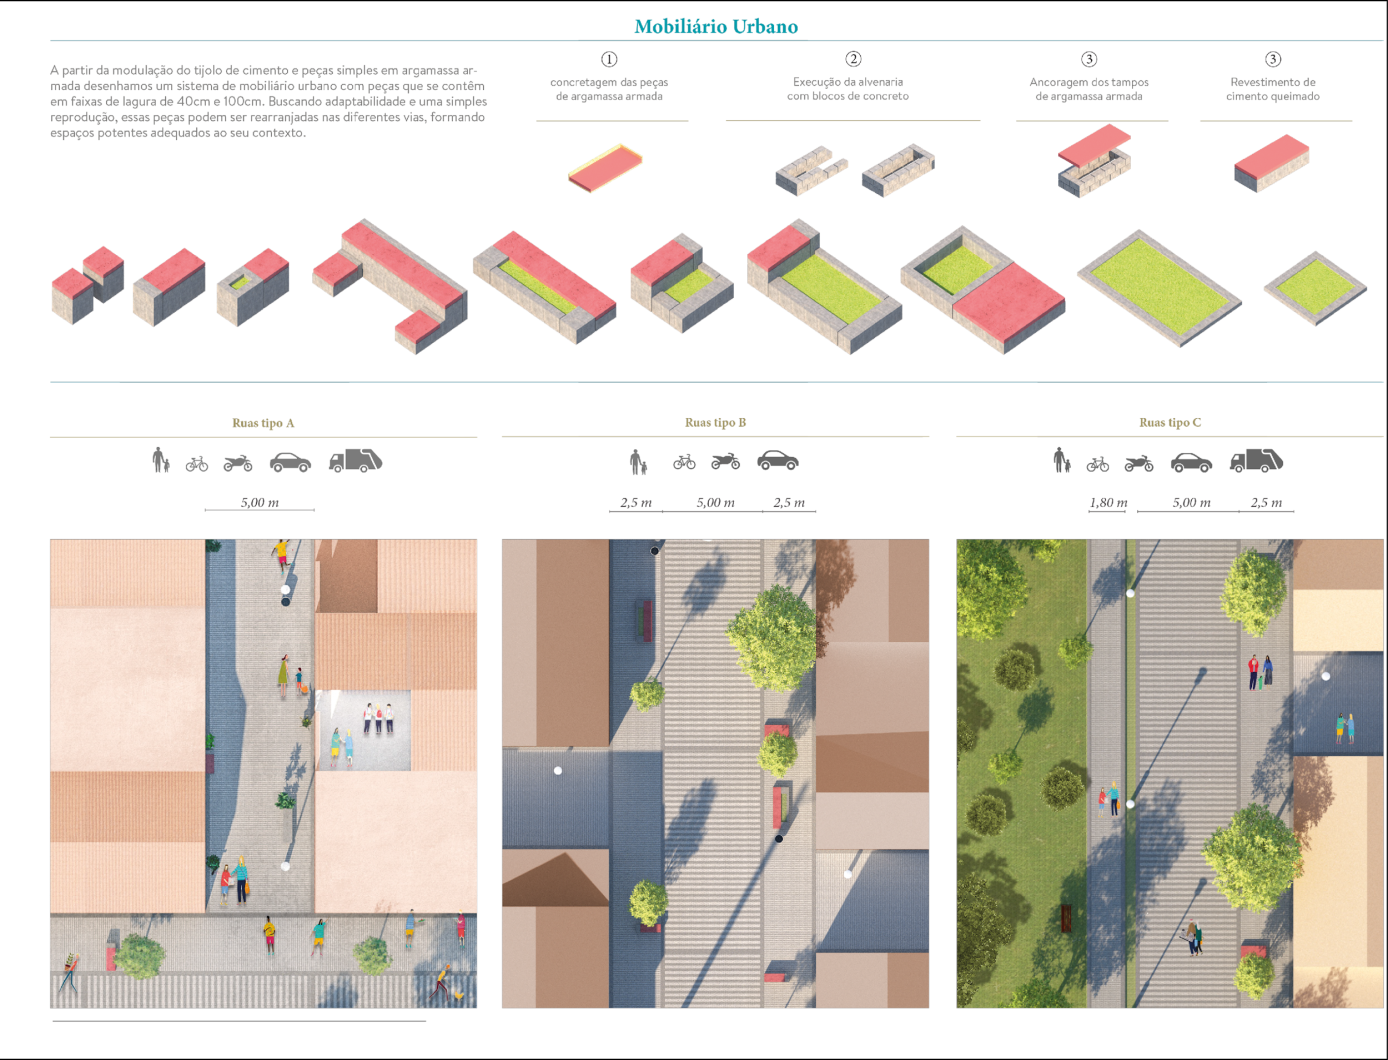 Mobiliário Urbano
A partir da modulação do tijolo de cimento e peças simples em argamassa ar-
mada desenhamos um sistema de mobiliário urbano com peças que se contêm
em faixas de lagura de 40cm e 100cm. Buscando adaptabilidade e uma simples
reprodução, essas peças podem ser rearranjadas nas diferentes vias, formando
espaços potentes adequados ao seu contexto.
1
concretagem das peças
de argamassa armada
2
Execução da alvenaria
com blocos de concreto
3
Ancoragem dos tampos
de argamassa armada
3
Revestimento de
cimento queimado
Ruas tipo A
5,00 m
Ruas tipo B
2,5 m 5,00 m 2,5 m
Ruas tipo C
1,80 m 5,00 m 2,5 m